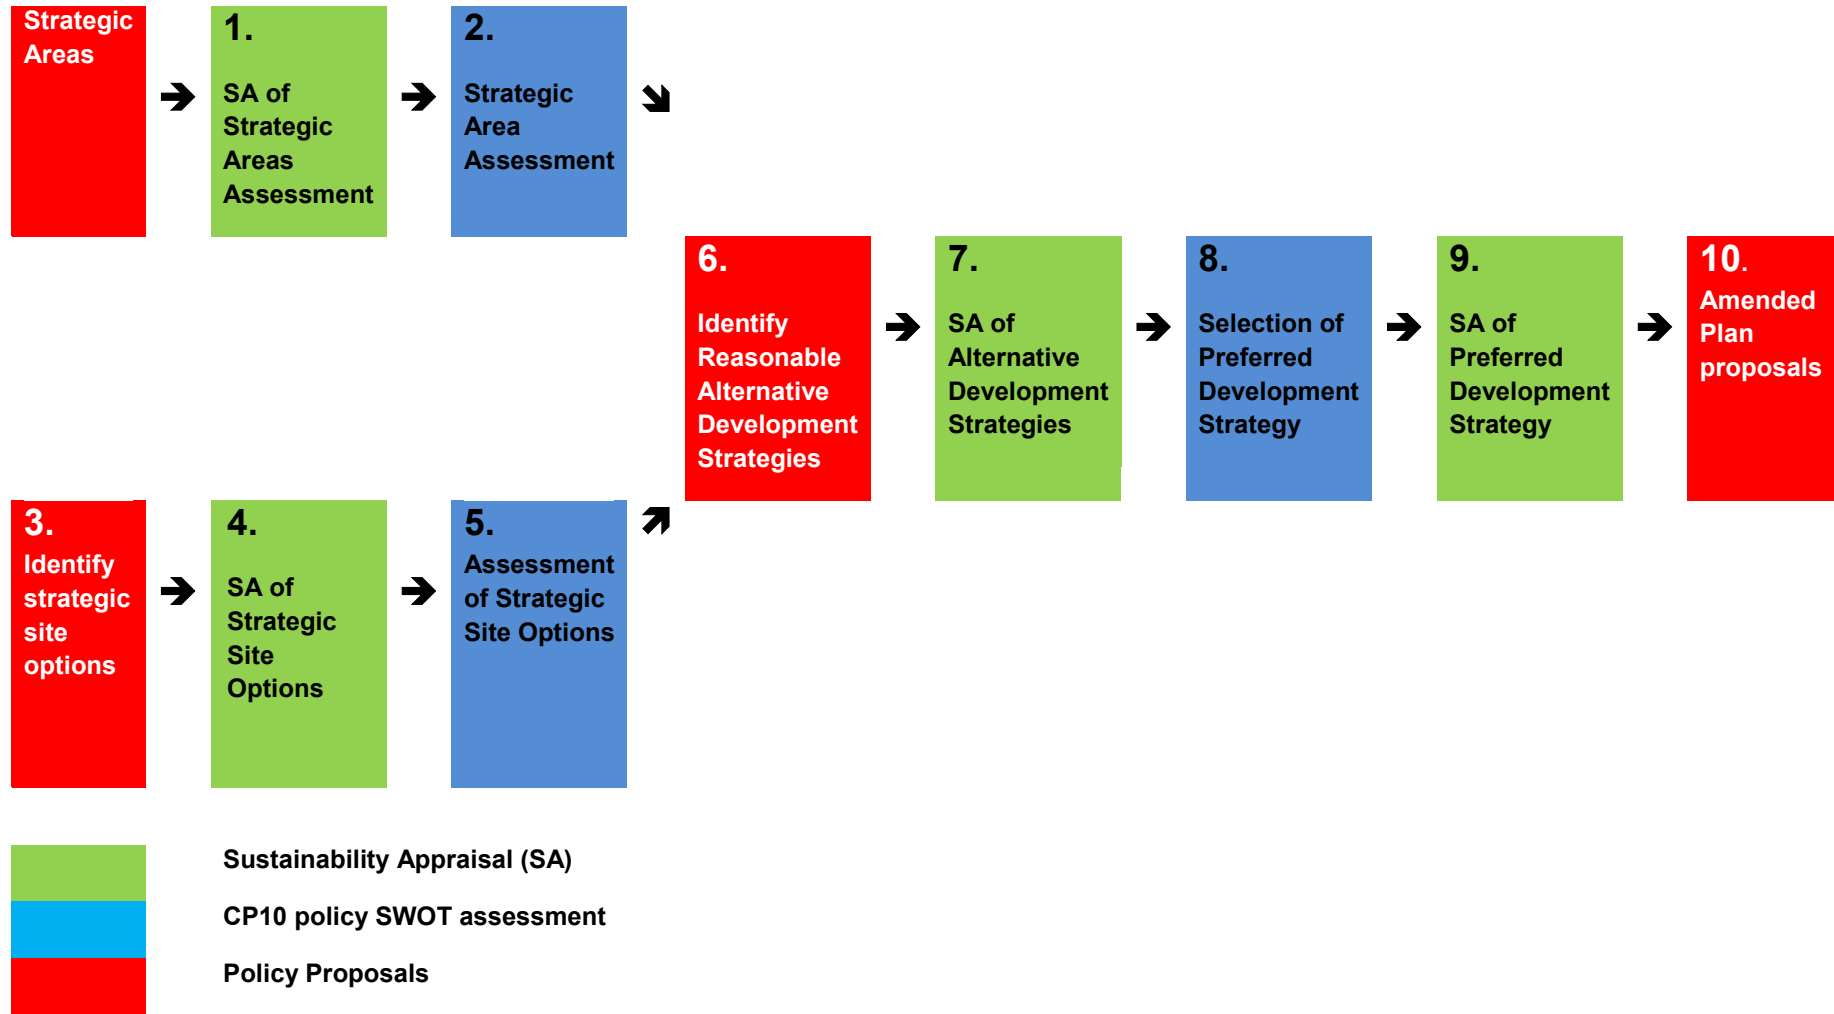 Strategic
Areas
1.
SA of
Strategic
Areas
Assessment
2.
Strategic
Area
Assessment
6.
Identify
Reasonable
Alternative
Development
Strategies
7.
SA of
Alternative
Development
Strategies
8.
Selection of
Preferred
Development
Strategy
9.
SA of
Preferred
Development
Strategy
10.
Amended
Plan
proposals
3.
Identify
strategic
site
options
4.
SA of
Strategic
Site
Options
5.
Assessment
of Strategic
Site Options
Sustainability Appraisal (SA)
CP10 policy SWOT assessment
Policy Proposals